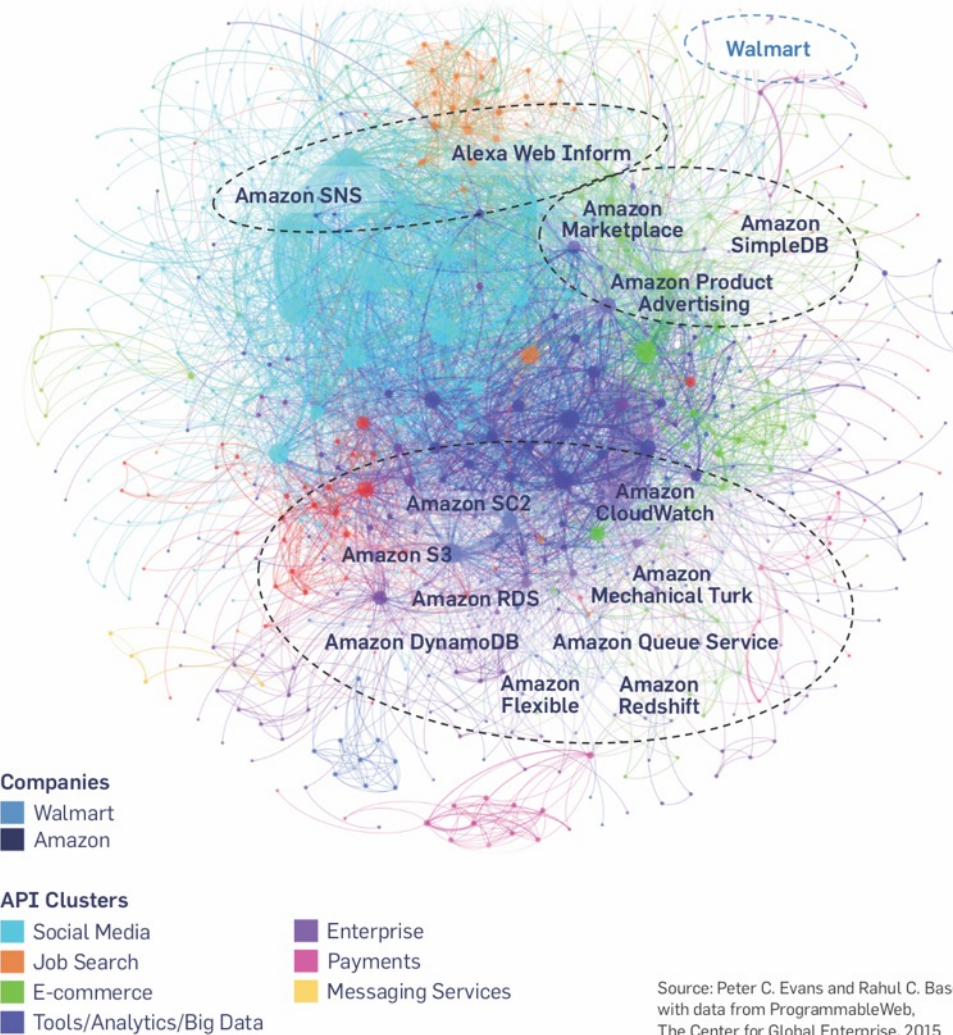 Walmart
Alexa Web Inform
Amazon SNS
Amazon
Marketplace
Amazon
SimpleDB
Amazon Product
Advertising
Amazon SC2
Amazon
CloudWatch
Amazon S3
Amazon
Mechanical Turk
Amazon RDS
Amazon DynamoDB
Amazon Queue Service
Amazon
Flexible
Amazon
Redshift
Companies
Walmart
Amazon
API Clusters
Social Media
Job Search
E-commerce
Tools/Analytics/Big Data
Enterprise
Payments
Messaging Services
Source: Peter C. Evans and Rahul C. Bas
with data from ProgrammableWeb,
The Center for Global Enterprise, 2015